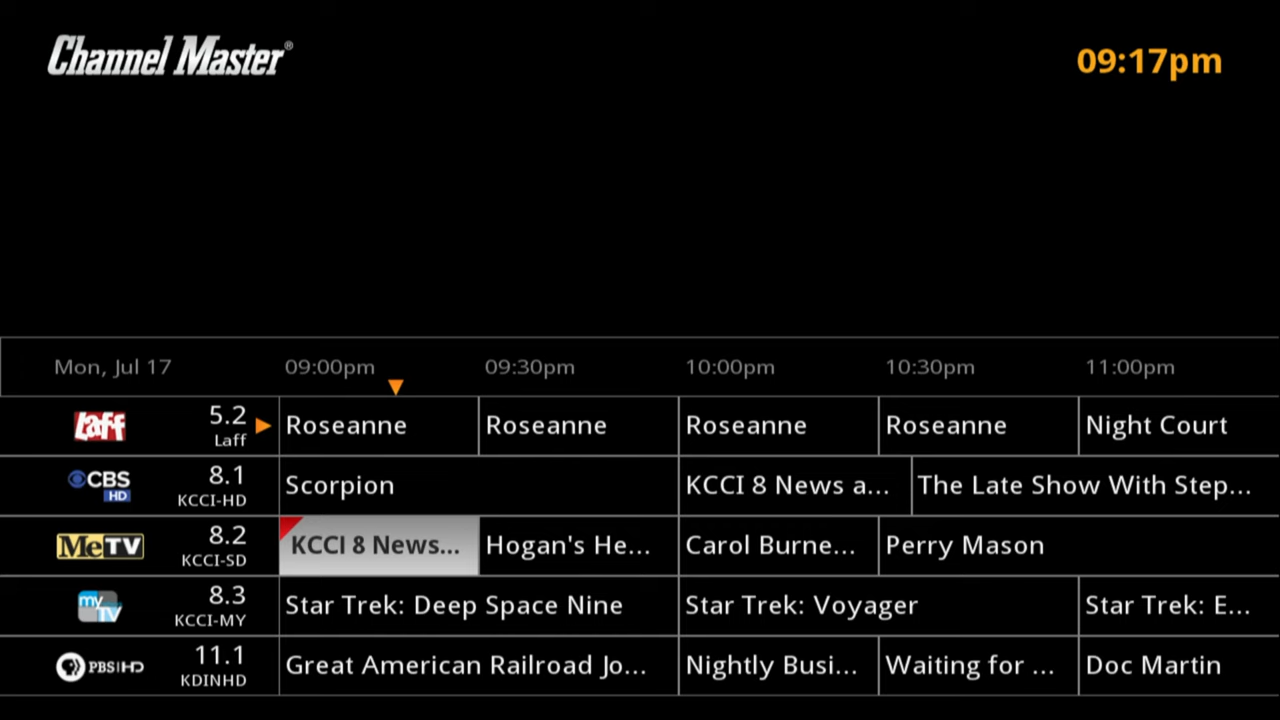 Channel Master®
09:17pm
Mon, Jul 17 09:00pm 09:30pm 10:00pm 10:30pm 11:00pm
Laff 5.2 Laff Roseanne Roseanne Roseanne Roseanne Night Court
CBS HD 8.1 KCCI-HD Scorpion KCCI 8 News a... The Late Show With Step...
MeTV 8.2 KCCI-SD KCCI 8 News... Hogan's He... Carol Burne... Perry Mason
my TV 8.3 KCCI-MY Star Trek: Deep Space Nine Star Trek: Voyager Star Trek: E...
PBS HD 11.1 KDINHD Great American Railroad Jo... Nightly Busi... Waiting for ... Doc Martin